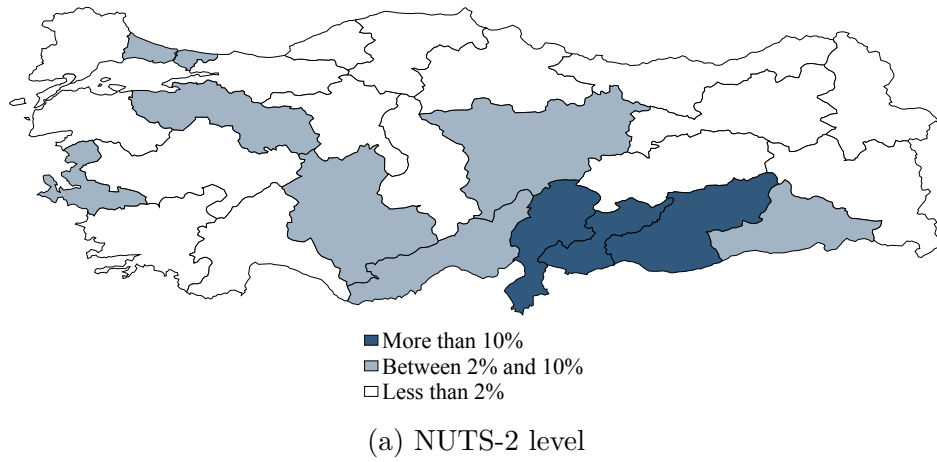 More than 10%
Between 2% and 10%
Less than 2%
(a) NUTS-2 level